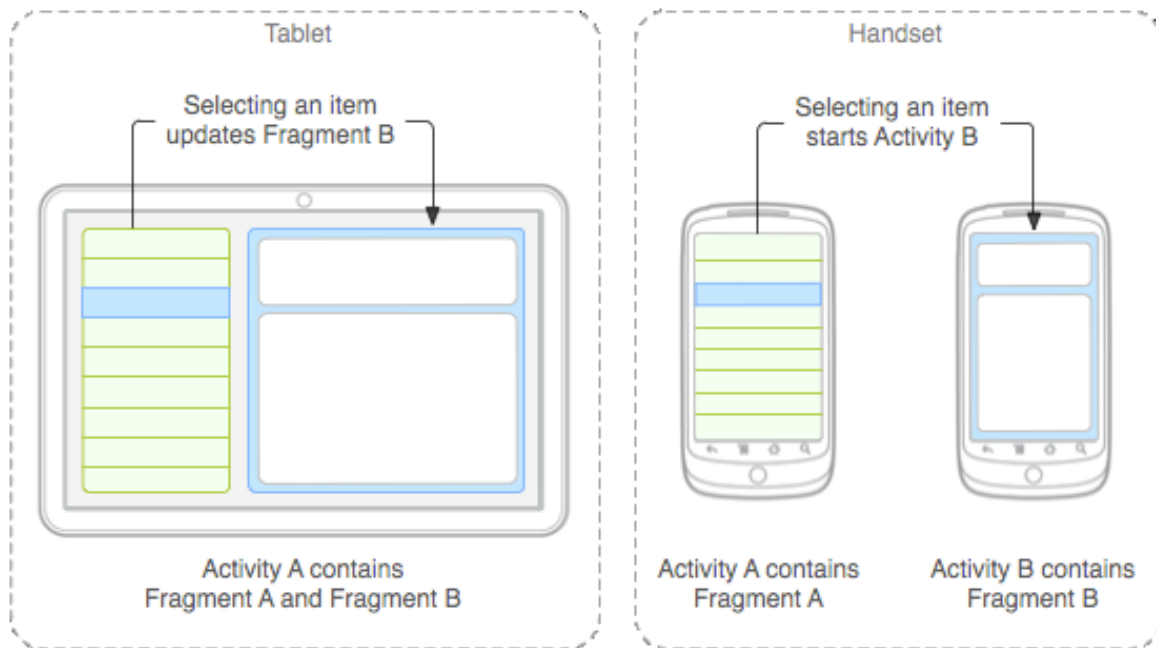 Tablet
Selecting an item
updates Fragment B
Activity A contains
Fragment A and Fragment B
Handset
Selecting an item
starts Activity B
Activity A contains
Fragment A
Activity B contains
Fragment B